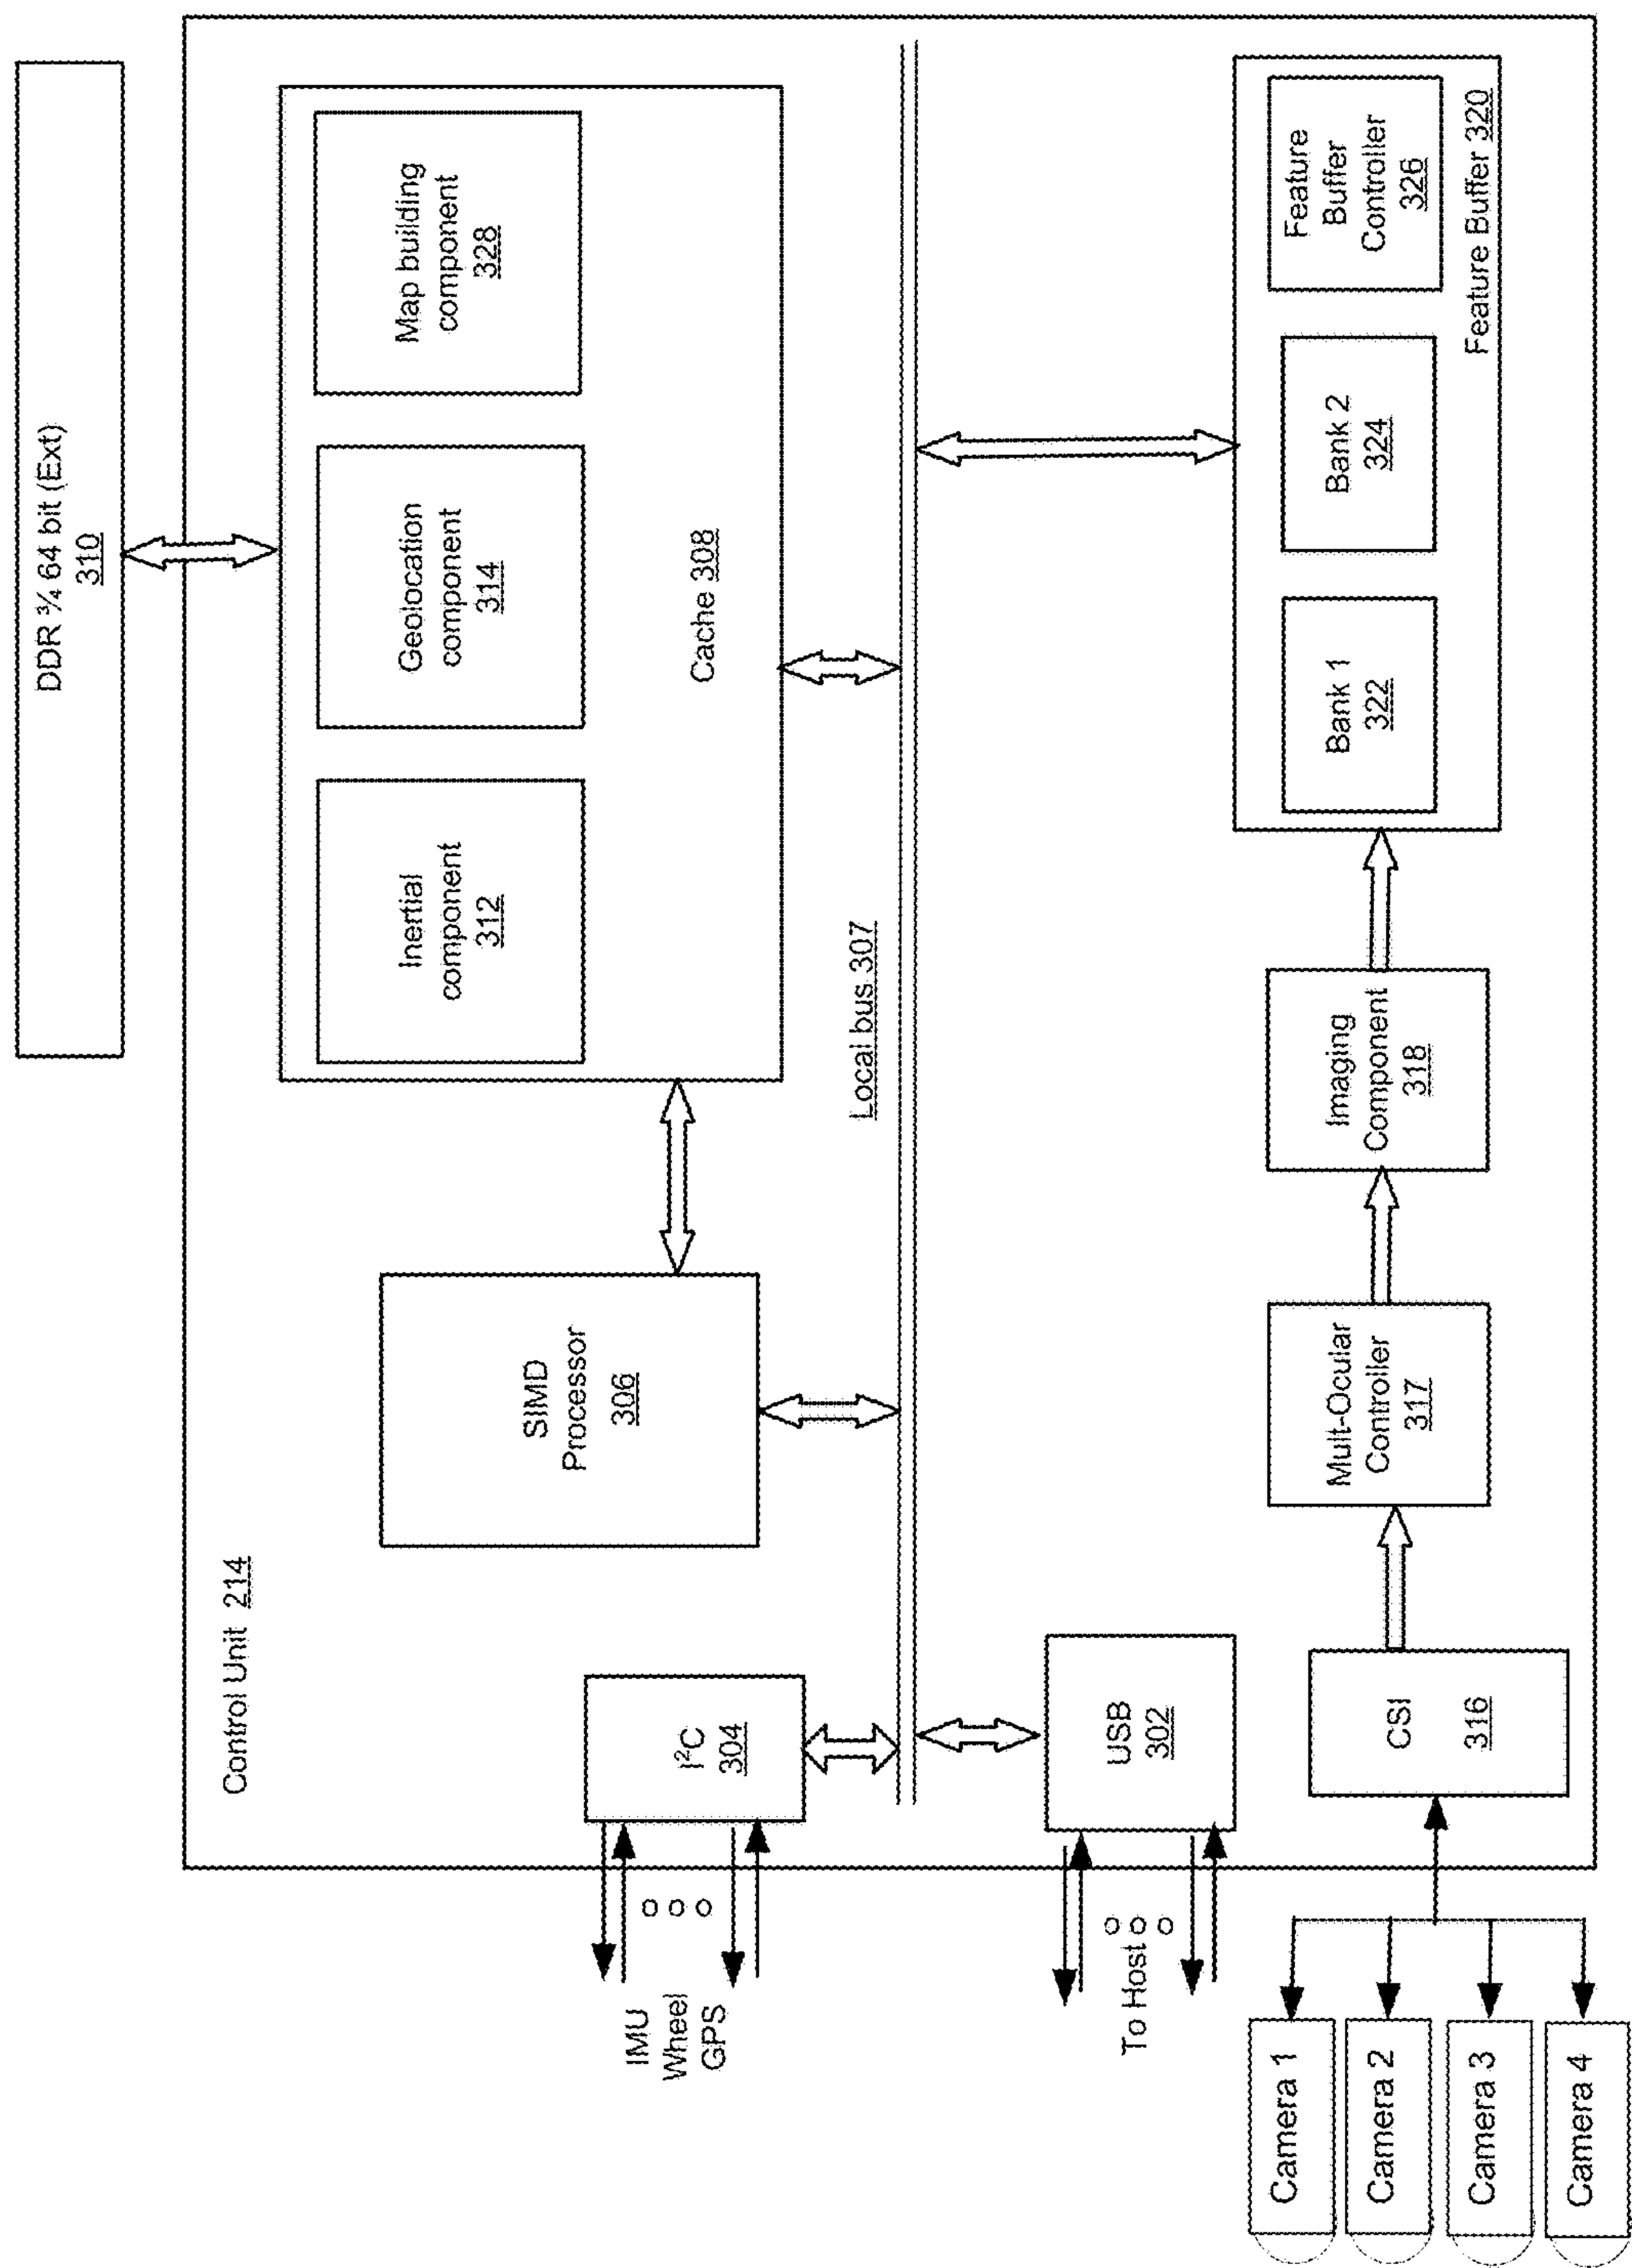 DDR ¾ 64 bit (Ext)
310
Control Unit 214
Inertial
component
312
Geolocation
component
314
Map building
component
328
Cache 308
SIMD
Processor
306
I²C
304
IMU
Wheel
GPS
Local bus 307
USB
302
To Host
CSI
316
Mult-Ocular
Controller
317
Imaging
Component
318
Bank 1
322
Bank 2
324
Feature
Buffer
Controller
326
Feature Buffer 320
Camera 1
Camera 2
Camera 3
Camera 4